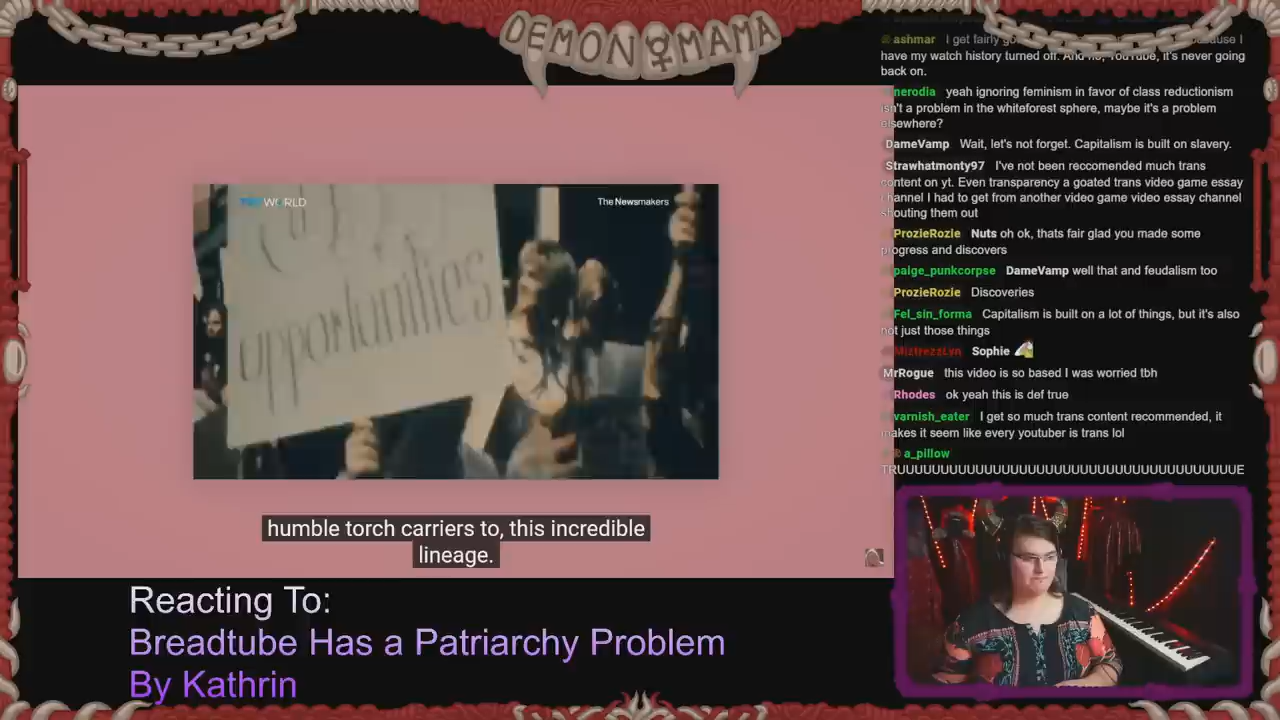 DEMON MAMA
ashmar I get fairly
have my watch history turned off. And no, YouTube, it's never going
back on.
nerodia yeah ignoring feminism in favor of class reductionism
isn't a problem in the whiteforest sphere, maybe it's a problem
elsewhere?
DameVamp Wait, let's not forget. Capitalism is built on slavery.
Strawhatmonty97 I've not been reccomended much trans
content on yt. Even transparency a goated trans video game essay
channel I had to get from another video game video essay channel
shouting them out
ProzieRozie Nuts oh ok, thats fair glad you made some
progress and discovers
paige_punkcorpse DameVamp well that and feudalism too
ProzieRozie Discoveries
Fel_sin_forma Capitalism is built on a lot of things, but it's also
not just those things
MiztrezzLyn Sophie
MrRogue this video is so based I was worried tbh
Rhodes ok yeah this is def true
varnish_eater I get so much trans content recommended, it
makes it seem like every youtuber is trans lol
a_pillow
TRUUUUUUUUUUUUUUUUUUUUUUUUUUUUUUUUUUUUUUUE
TRT WORLD
The Newsmakers
opportunities
humble torch carriers to, this incredible
lineage.
Reacting To:
Breadtube Has a Patriarchy Problem
By Kathrin